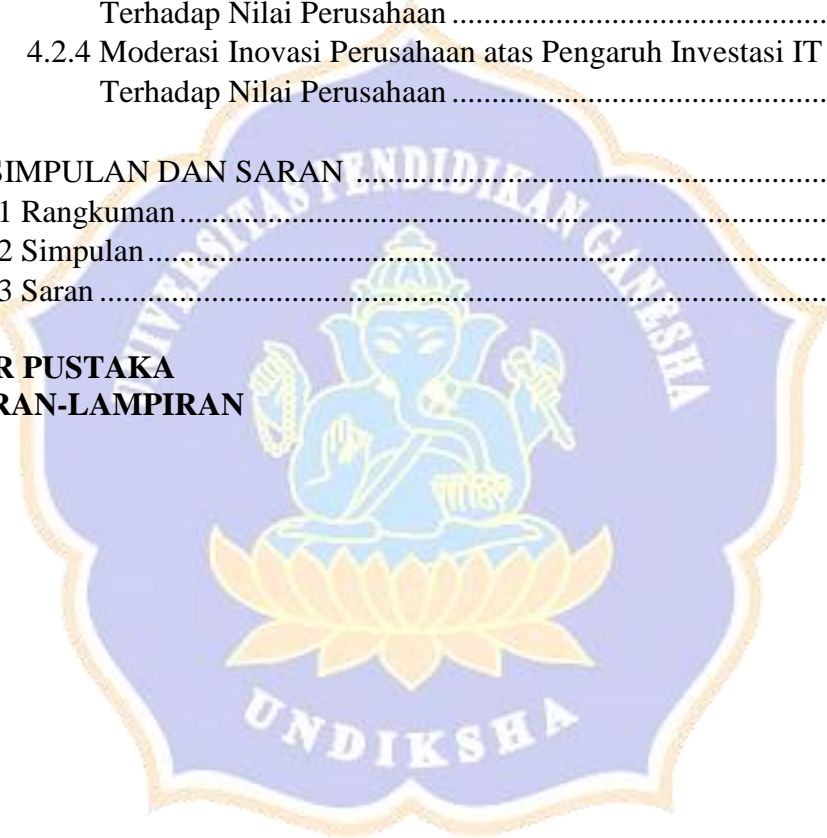 Terhadap Nilai Perusahaan ........................................
4.2.4 Moderasi Inovasi Perusahaan atas Pengaruh Investasi IT
Terhadap Nilai Perusahaan ........................................
SIMPULAN DAN SARAN ..................................................
1 Rangkuman .....................................................................
2 Simpulan.........................................................................
3 Saran ..............................................................................
R PUSTAKA
RAN-LAMPIRAN
UNIVERSITAS PENDIDIKAN GANESHA
UNDIKSHA